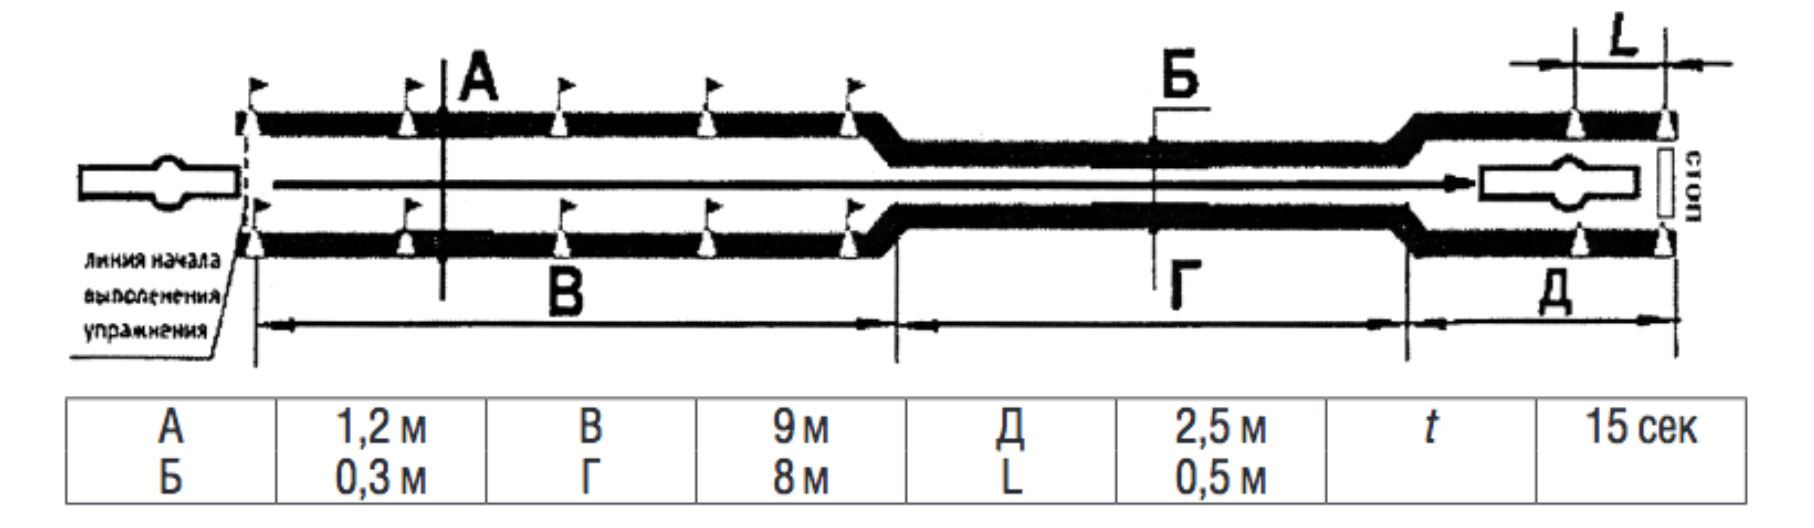 L
А
Б
СТОП
линия начала
выполенения
упражнения
В
Г
Д
А 1,2 м В 9 м Д 2,5 м t 15 сек
Б 0,3 м Г 8 м L 0,5 м